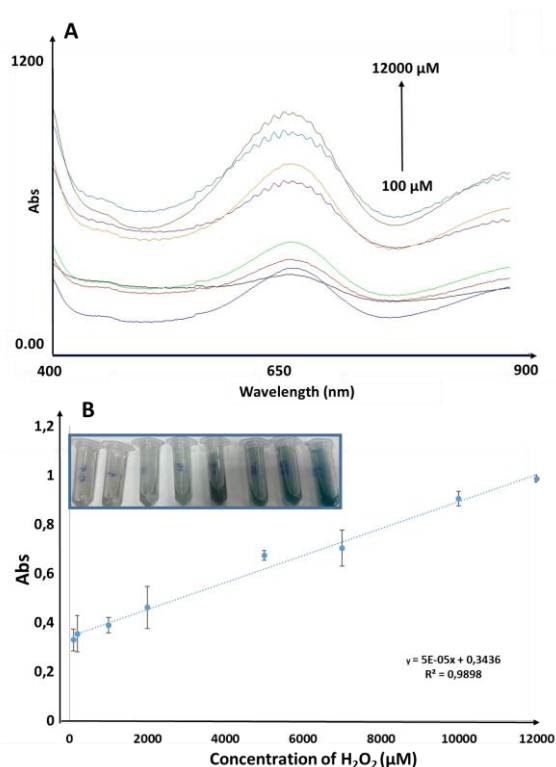 A
1200
12000 µM
Abs
100 µM
0.00
400
650
900
Wavelength (nm)
B
1,2
1
0,8
Abs
0,6
0,4
y = 5E-05x + 0,3436
R² = 0,9898
0,2
0
0
2000
4000
6000
8000
10000
12000
Concentration of H₂O₂ (µM)